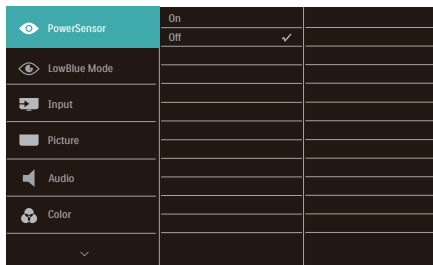 PowerSensor
On
Off
LowBlue Mode
Input
Picture
Audio
Color